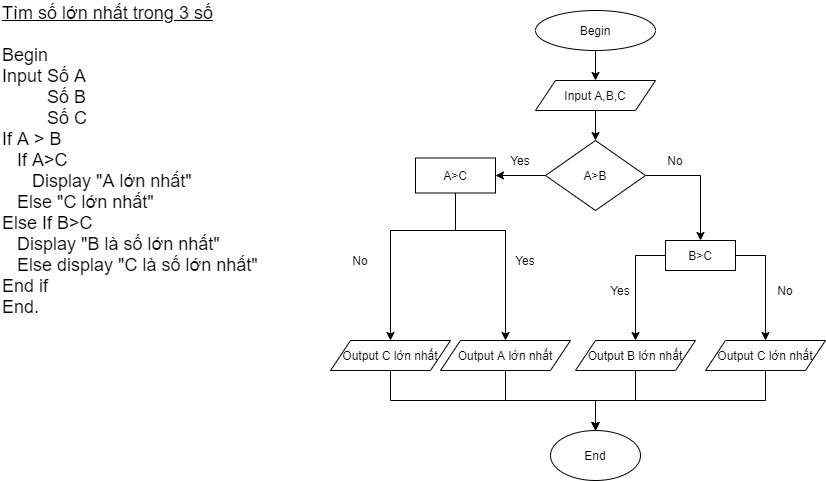 Tìm số lớn nhất trong 3 số
Begin
Input Số A
Số B
Số C
If A > B
If A>C
Display "A lớn nhất"
Else "C lớn nhất"
Else If B>C
Display "B là số lớn nhất"
Else display "C là số lớn nhất"
End if
End.
Begin
Input A,B,C
A>B
Yes
No
A>C
B>C
No
Yes
Yes
No
Output C lớn nhất
Output A lớn nhất
Output B lớn nhất
Output C lớn nhất
End